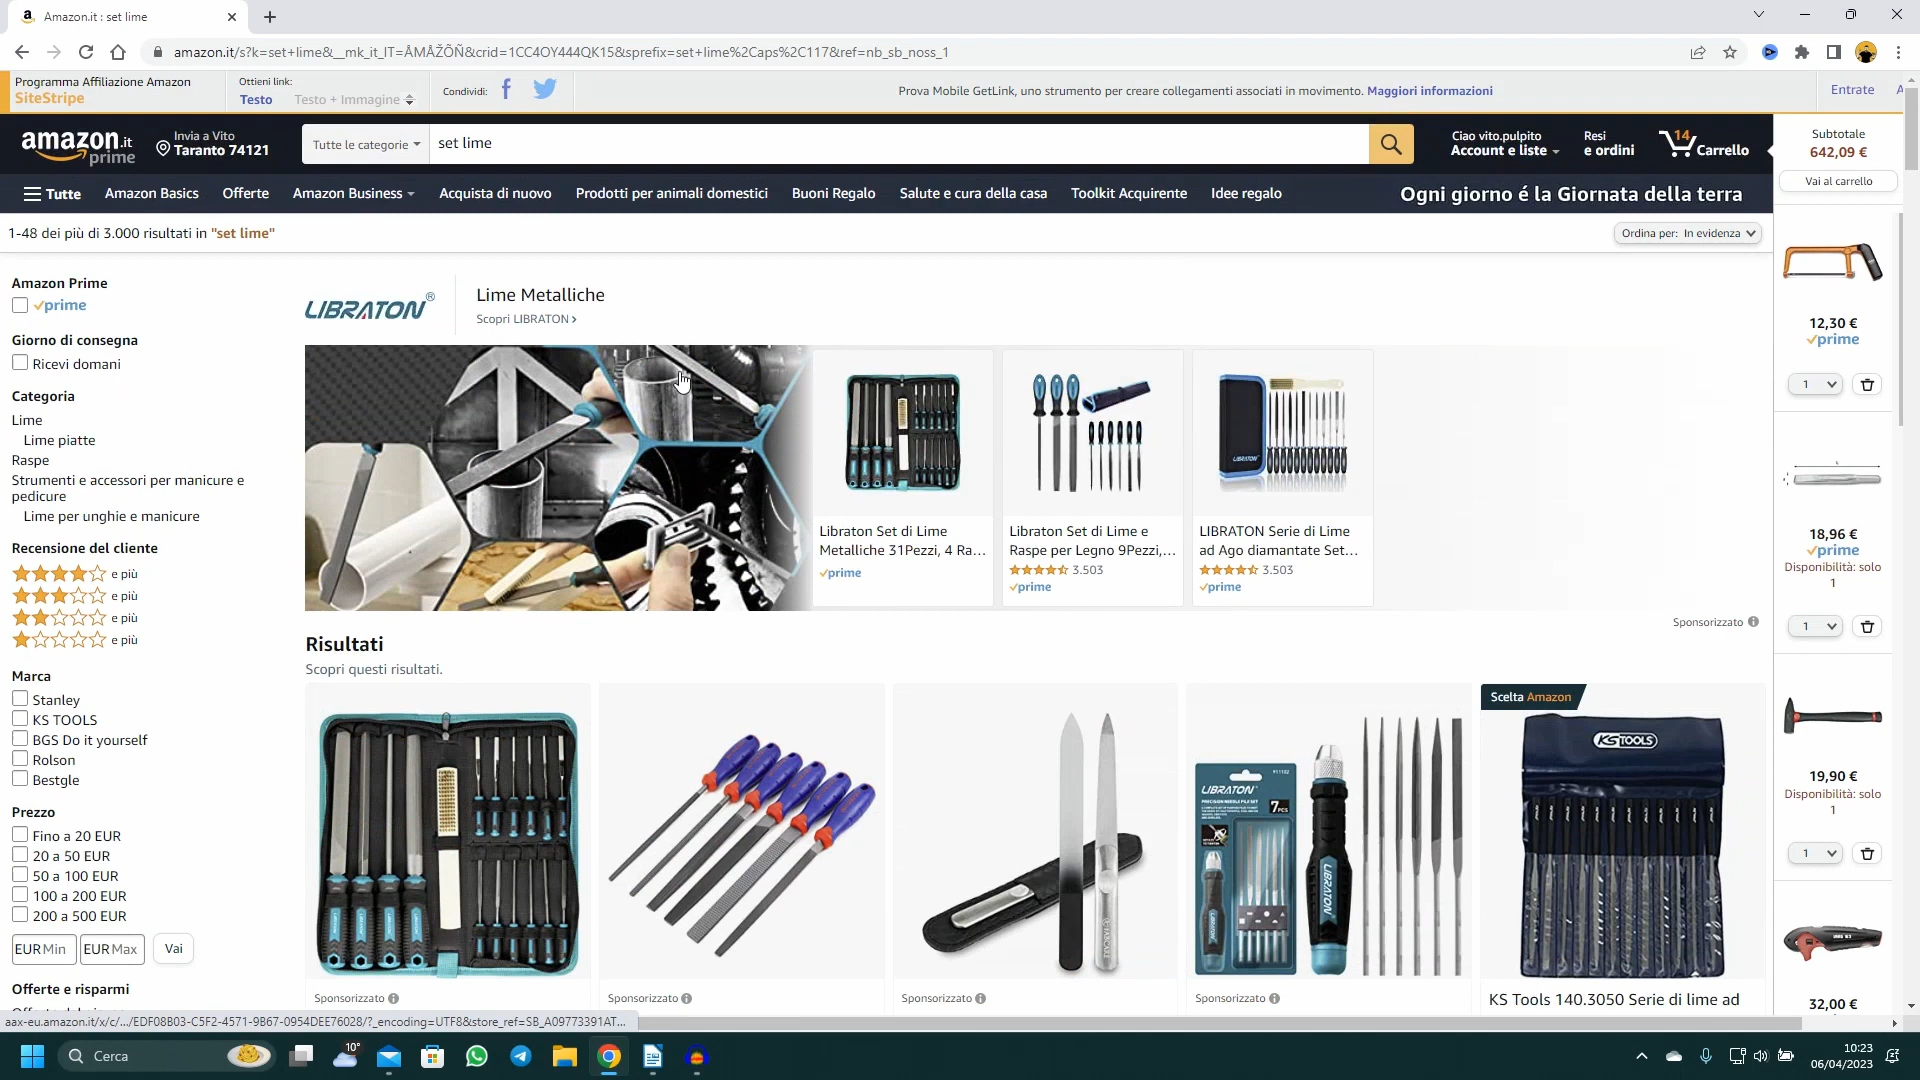 Amazon.it : set lime
amazon.it/s?k=set+lime&__mk_it_IT=ÅMÅŽÕÑ&crid=1CC4OY444QK15&sprefix=set+lime%2Caps%2C117&ref=nb_sb_noss_1
Programma Affiliazione Amazon
SiteStripe
Ottieni link:
Testo Testo + Immagine
Condividi:
Prova Mobile GetLink, uno strumento per creare collegamenti associati in movimento. Maggiori informazioni
Entrate
amazon.it
prime
Invia a Vito
Taranto 74121
Tutte le categorie
set lime
Ciao vito.pulpito
Account e liste
Resi
e ordini
14
Carrello
Subtotale
642,09 €
Vai al carrello
Tutte Amazon Basics Offerte Amazon Business Acquista di nuovo Prodotti per animali domestici Buoni Regalo Salute e cura della casa Toolkit Acquirente Idee regalo
Ogni giorno é la Giornata della terra
1-48 dei più di 3.000 risultati in "set lime"
Ordina per: In evidenza
Amazon Prime
prime
Giorno di consegna
Ricevi domani
Categoria
Lime
Lime piatte
Raspe
Strumenti e accessori per manicure e
pedicure
Lime per unghie e manicure
Recensione del cliente
e più
e più
e più
e più
Marca
Stanley
KS TOOLS
BGS Do it yourself
Rolson
Bestgle
Prezzo
Fino a 20 EUR
20 a 50 EUR
50 a 100 EUR
100 a 200 EUR
200 a 500 EUR
EUR Min EUR Max Vai
Offerte e risparmi
LIBRATON®
Lime Metalliche
Scopri LIBRATON
Libraton Set di Lime
Metalliche 31Pezzi, 4 Ra...
prime
Libraton Set di Lime e
Raspe per Legno 9Pezzi,...
3.503
prime
LIBRATON
LIBRATON Serie di Lime
ad Ago diamantate Set...
3.503
prime
Sponsorizzato
Risultati
Scopri questi risultati.
LIBRATON
PRECISION NEEDLE FILE SET
7PCS
LIBRATON
Scelta Amazon
KS TOOLS
Sponsorizzato
Sponsorizzato
Sponsorizzato
Sponsorizzato
KS Tools 140.3050 Serie di lime ad
12,30 €
prime
1
18,96 €
prime
Disponibilità: solo
1
1
19,90 €
Disponibilità: solo
1
1
32,00 €
aax-eu.amazon.it/x/c/.../EDF08B03-C5F2-4571-9B67-0954DEE76028/?_encoding=UTF8&store_ref=SB_A09773391AT...
Cerca
10°
10:23
06/04/2023